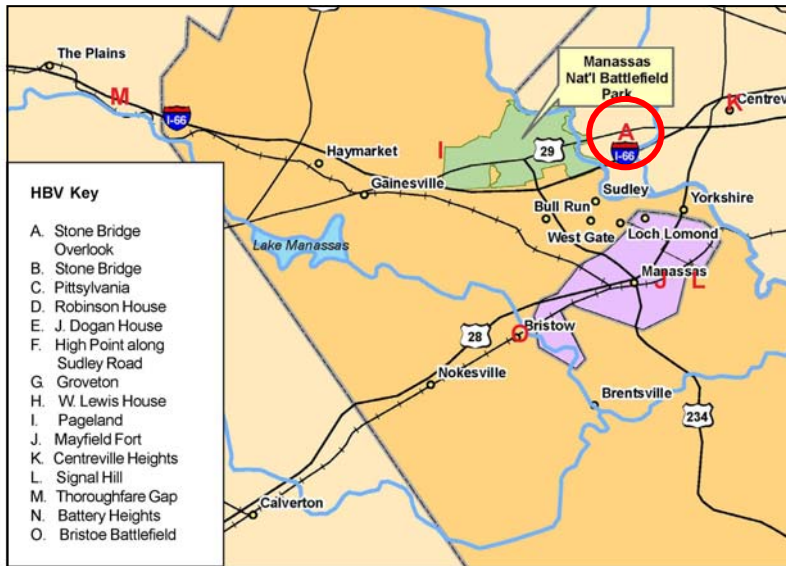 The Plains
M
I-66
Haymarket
Gainesville
Manassas
Nat'l Battlefield
Park
I
29
A
I-66
K
Centrev
Sudley
Bull Run
Yorkshire
West Gate
Loch Lomond
Lake Manassas
Manassas
J
L
28
O
Bristow
Nokesville
Brentsville
234
Calverton
HBV Key
A. Stone Bridge
Overlook
B. Stone Bridge
C. Pittsylvania
D. Robinson House
E. J. Dogan House
F. High Point along
Sudley Road
G. Groveton
H. W. Lewis House
I. Pageland
J. Mayfield Fort
K. Centreville Heights
L. Signal Hill
M. Thoroughfare Gap
N. Battery Heights
O. Bristoe Battlefield